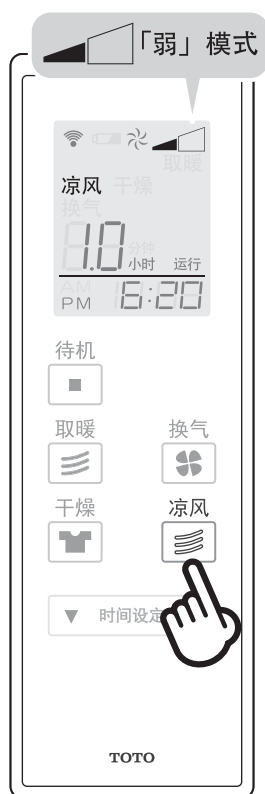 「弱」模式
取暖
凉风 干燥
换气
1.0 分钟 小时 运行
AM
PM 6:20
待机
取暖 换气
干燥 凉风
▼ 时间设定
TOTO